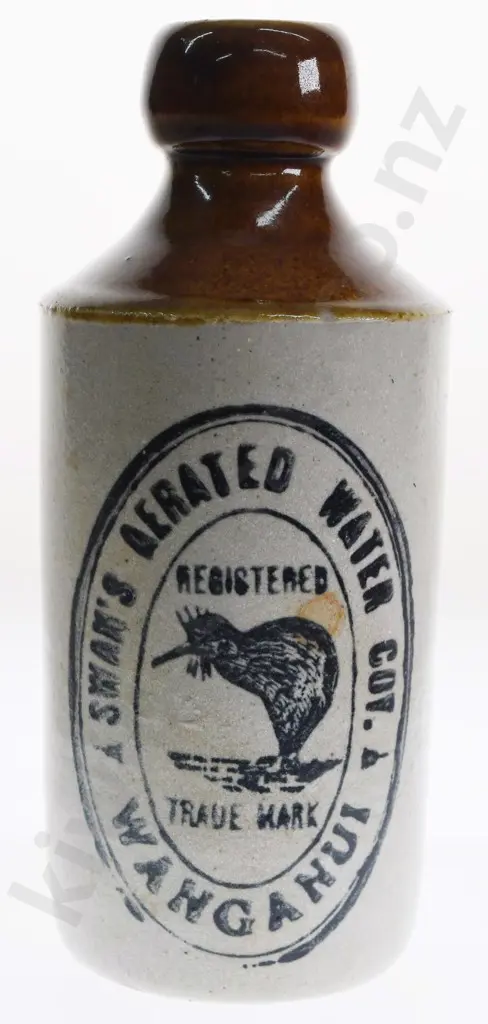 SWAN'S AERATED WATER COY.
REGISTERED
TRADE MARK
WANGANUI